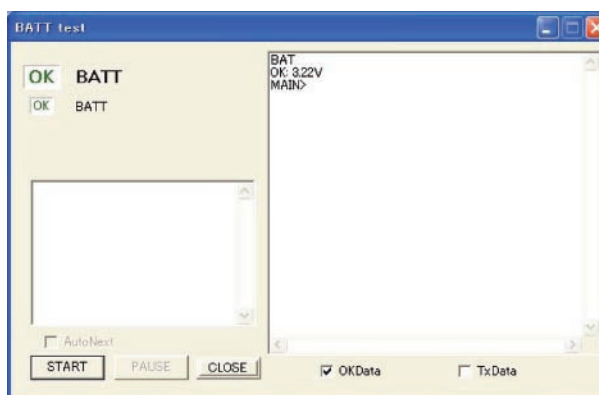 BATT test
OK BATT
OK BATT
BAT
OK: 3.22V
MAIN>
AutoNext
START PAUSE CLOSE
OKData TxData